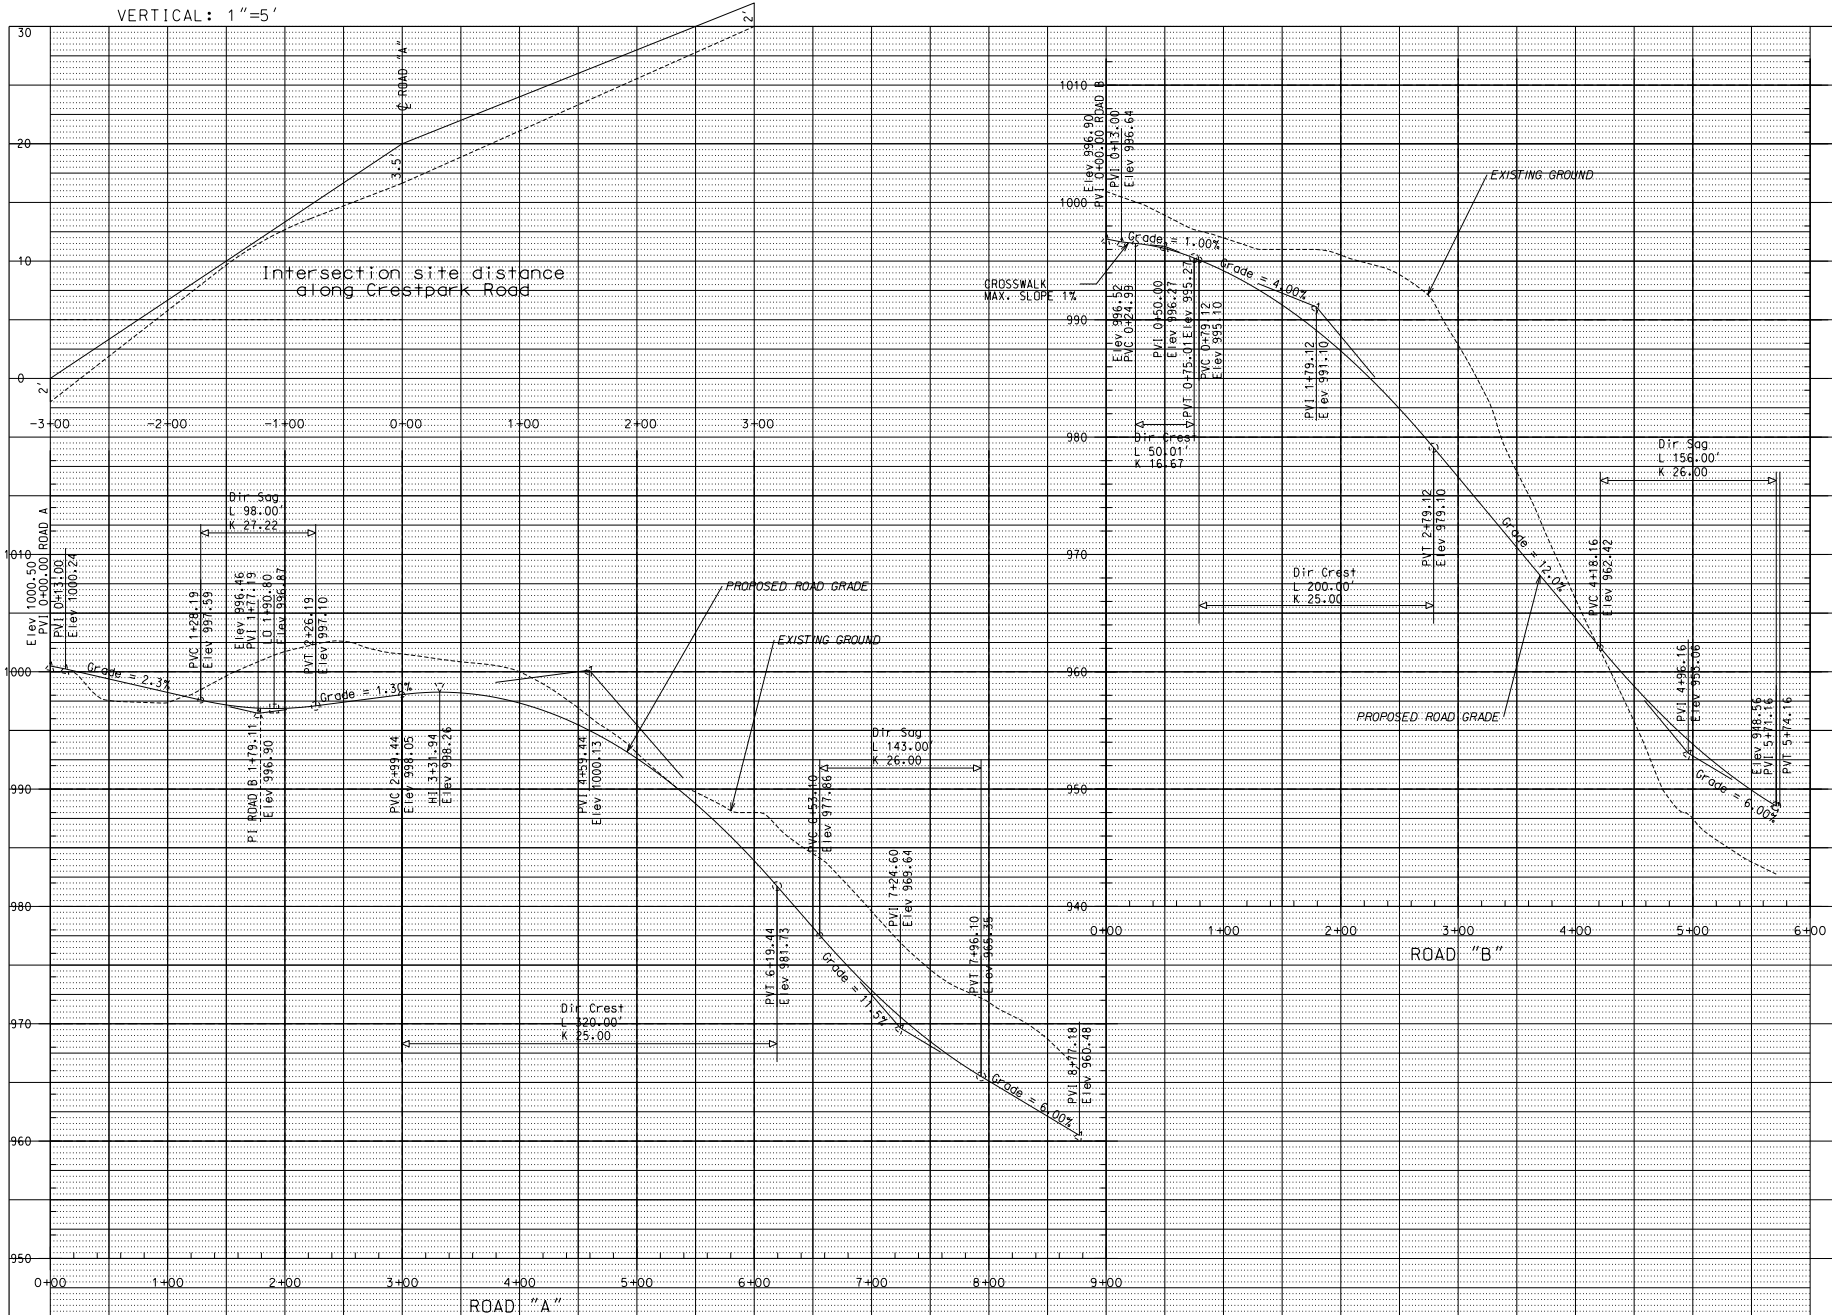 VERTICAL: 1"=5'
30
20
10
0
2'
3.5'
2'
℄ ROAD "A"
Intersection site distance
along Crestpark Road
-3+00
-2+00
-1+00
0+00
1+00
2+00
3+00
1010
1000
990
980
970
960
950
Elev 1000.50
PVI 0+00.00 ROAD A
PVI 0+13.00
Elev 1000.24
Grade = 2.3%
Dir Sag
L 98.00'
K 27.22
PVC 1+28.19
Elev 997.59
Elev 996.46
PVI 1+77.19
LO 1+90.80
Elev 996.87
PVT 2+26.19
Elev 997.10
PI ROAD B 1+79.11
Elev 996.90
Grade = 1.30%
PVC 2+99.44
Elev 998.05
HI 3+31.94
Elev 998.26
PVI 4+59.44
Elev 1000.13
PROPOSED ROAD GRADE
EXISTING GROUND
Dir Crest
L 320.00'
K 25.00
PVT 6+19.44
Elev 981.73
Dir Sag
L 143.00'
K 26.00
PVC 6+53.10
Elev 977.86
Grade = 11.5%
PVI 7+24.60
Elev 969.64
PVT 7+96.10
Elev 965.35
Grade = 6.00%
PVI 8+77.18
Elev 960.48
0+00
1+00
2+00
3+00
4+00
5+00
6+00
7+00
8+00
9+00
ROAD "A"
1010
1000
990
980
970
960
950
940
Elev 996.90
PVI 0+00.00 ROAD B
PVI 0+13.00
Elev 996.64
Grade = 1.00%
CROSSWALK
MAX. SLOPE 1%
Elev 996.52
PVC 0+24.99
PVI 0+50.00
Elev 996.27
PVT 0+75.01 Elev 995.27
PVC 0+79.12
Elev 995.10
Dir Crest
L 50.01'
K 16.67
Grade = 4.00%
PVI 1+79.12
Elev 991.10
EXISTING GROUND
Dir Crest
L 200.00'
K 25.00
PVT 2+79.12
Elev 979.10
Grade = 12.0%
PROPOSED ROAD GRADE
Dir Sag
L 156.00'
K 26.00
PVC 4+18.16
Elev 962.42
PVI 4+96.16
Elev 953.06
Grade = 6.00%
Elev 948.56
PVI 5+71.16
PVT 5+74.16
0+00
1+00
2+00
3+00
4+00
5+00
6+00
ROAD "B"